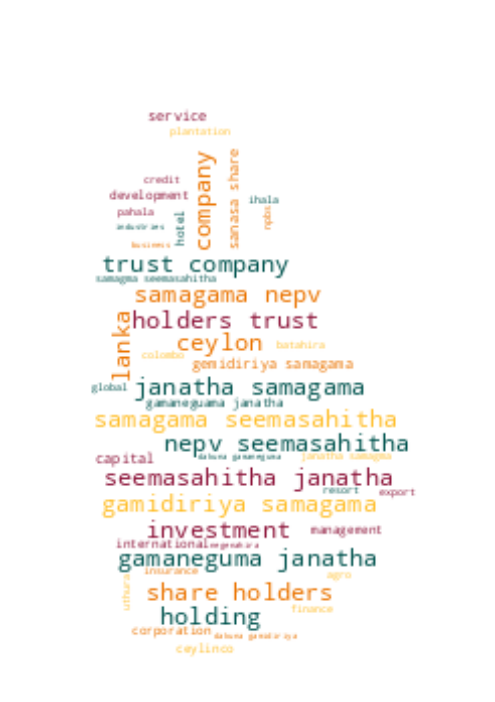 service
plantation
credit
development
pahala
industries
business
hotel
company
sanasa share
ihala
npbs
trust company
samagma seemasahitha
samagama nepv
holders trust
lanka
ceylon
batahira
colombo
gemidiriya samagama
global
janatha samagama
gamaneguama janatha
samagama seemasahitha
nepv seemasahitha
dakuna gamaneguma
janatha samagma
capital
seemasahitha janatha
resort
export
gamidiriya samagama
investment
management
international
gamaneguma janatha
insurance
agro
uthura
share holders
finance
holding
corporation
dakuna gamidiriya
ceylinco